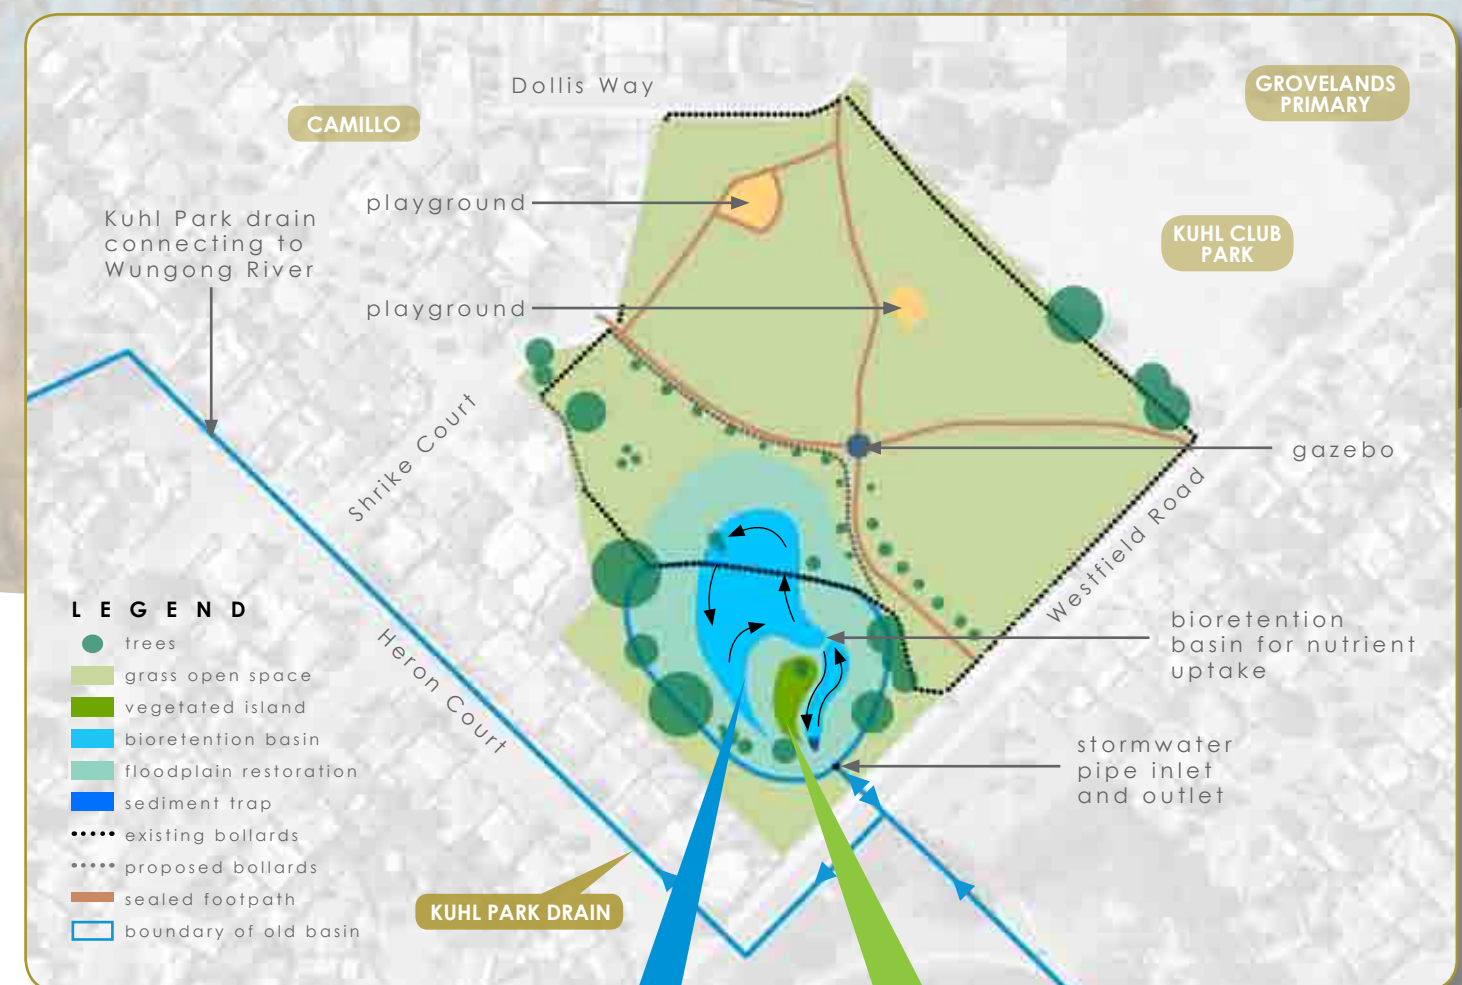 Dollis Way
GROVELANDS
PRIMARY
CAMILLO
playground
Kuhl Park drain
connecting to
Wungong River
KUHL CLUB
PARK
playground
Shrike Court
gazebo
Westfield Road
Heron Court
bioretention
basin for nutrient
uptake
stormwater
pipe inlet
and outlet
KUHL PARK DRAIN
LEGEND
trees
grass open space
vegetated island
bioretention basin
floodplain restoration
sediment trap
existing bollards
proposed bollards
sealed footpath
boundary of old basin